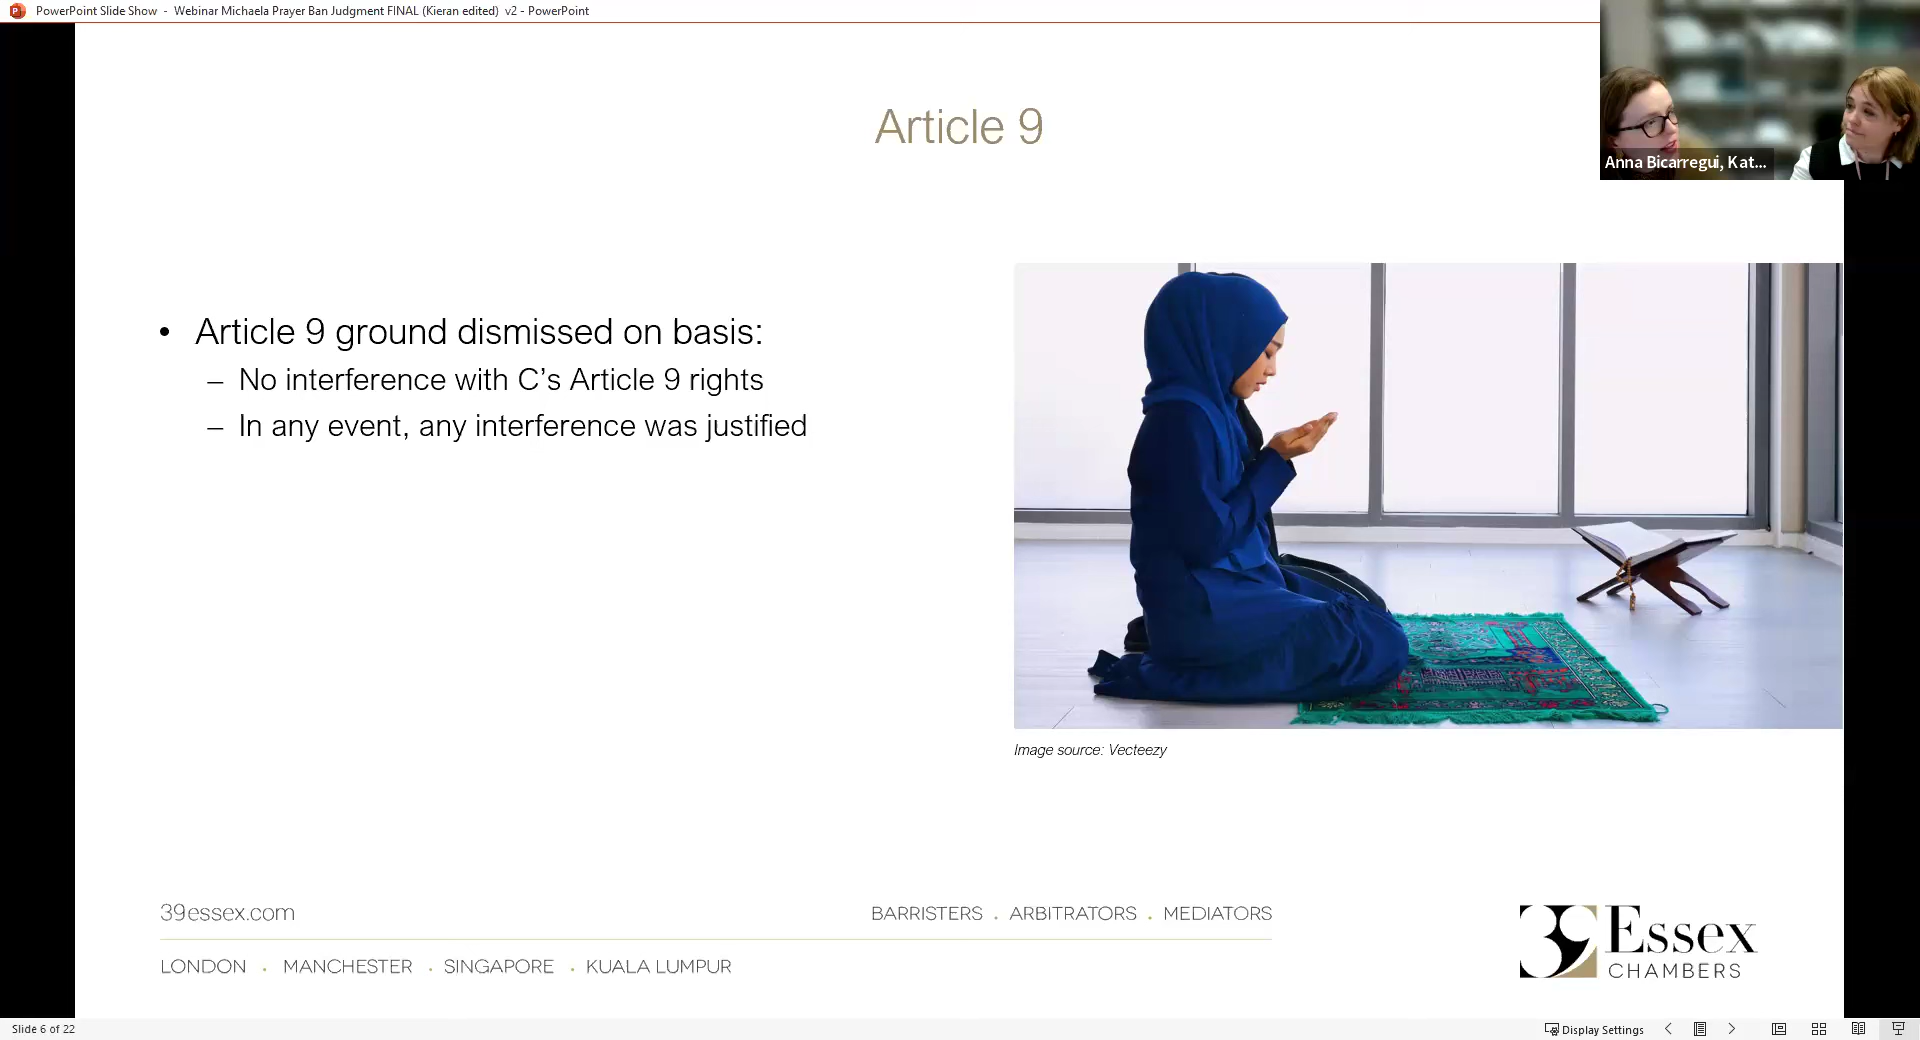 PowerPoint Slide Show - Webinar Michaela Prayer Ban Judgment FINAL (Kieran edited) v2 - PowerPoint
Anna Bicarregui, Kat...
Article 9
• Article 9 ground dismissed on basis:
– No interference with C’s Article 9 rights
– In any event, any interference was justified
Image source: Vecteezy
39essex.com
BARRISTERS . ARBITRATORS . MEDIATORS
LONDON . MANCHESTER . SINGAPORE . KUALA LUMPUR
39 Essex
CHAMBERS
Slide 6 of 22
Display Settings